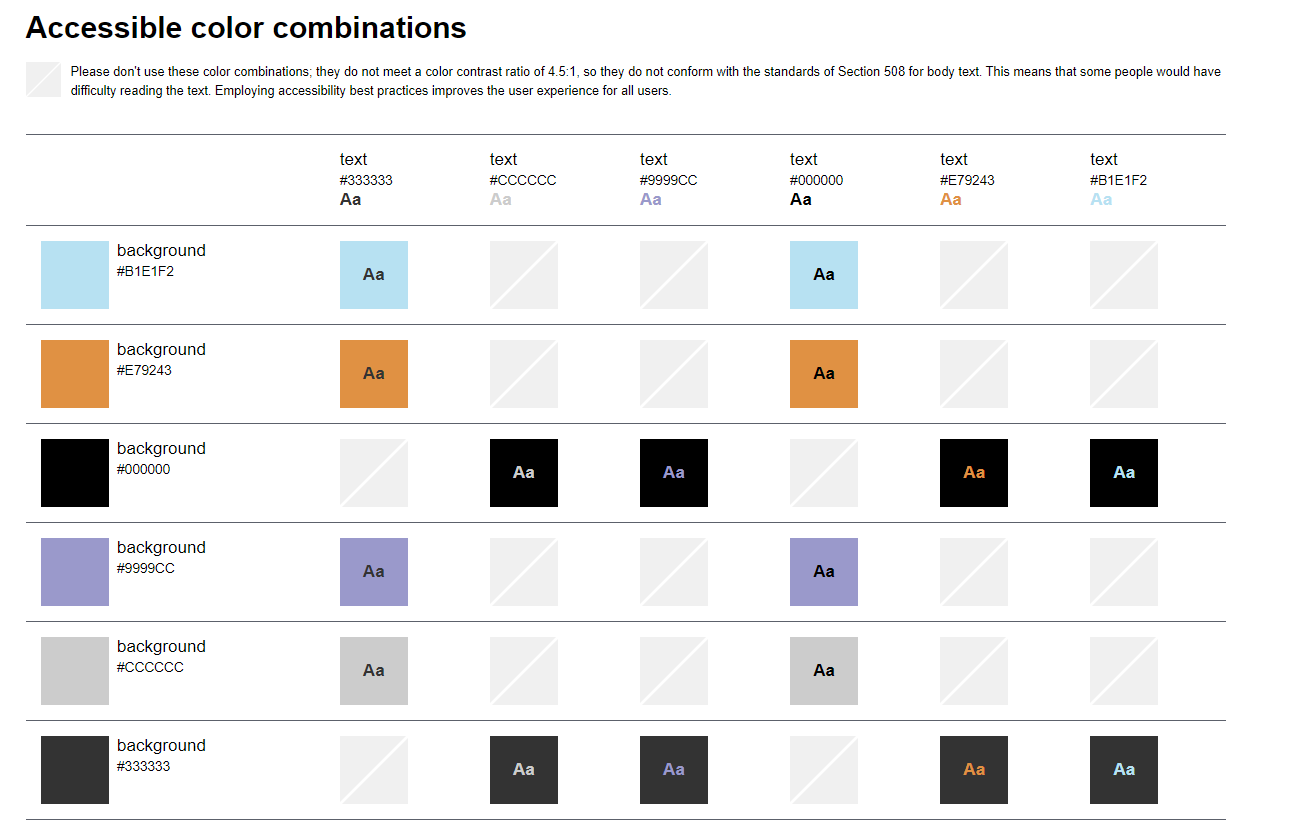 Accessible color combinations
Please don't use these color combinations; they do not meet a color contrast ratio of 4.5:1, so they do not conform with the standards of Section 508 for body text. This means that some people would have
difficulty reading the text. Employing accessibility best practices improves the user experience for all users.
text text text text text text
#333333 #CCCCCC #9999CC #000000 #E79243 #B1E1F2
Aa Aa Aa Aa Aa Aa
background
#B1E1F2
Aa Aa
background
#E79243
Aa Aa
background
#000000
Aa Aa Aa Aa
background
#9999CC
Aa Aa
background
#CCCCCC
Aa Aa
background
#333333
Aa Aa Aa Aa